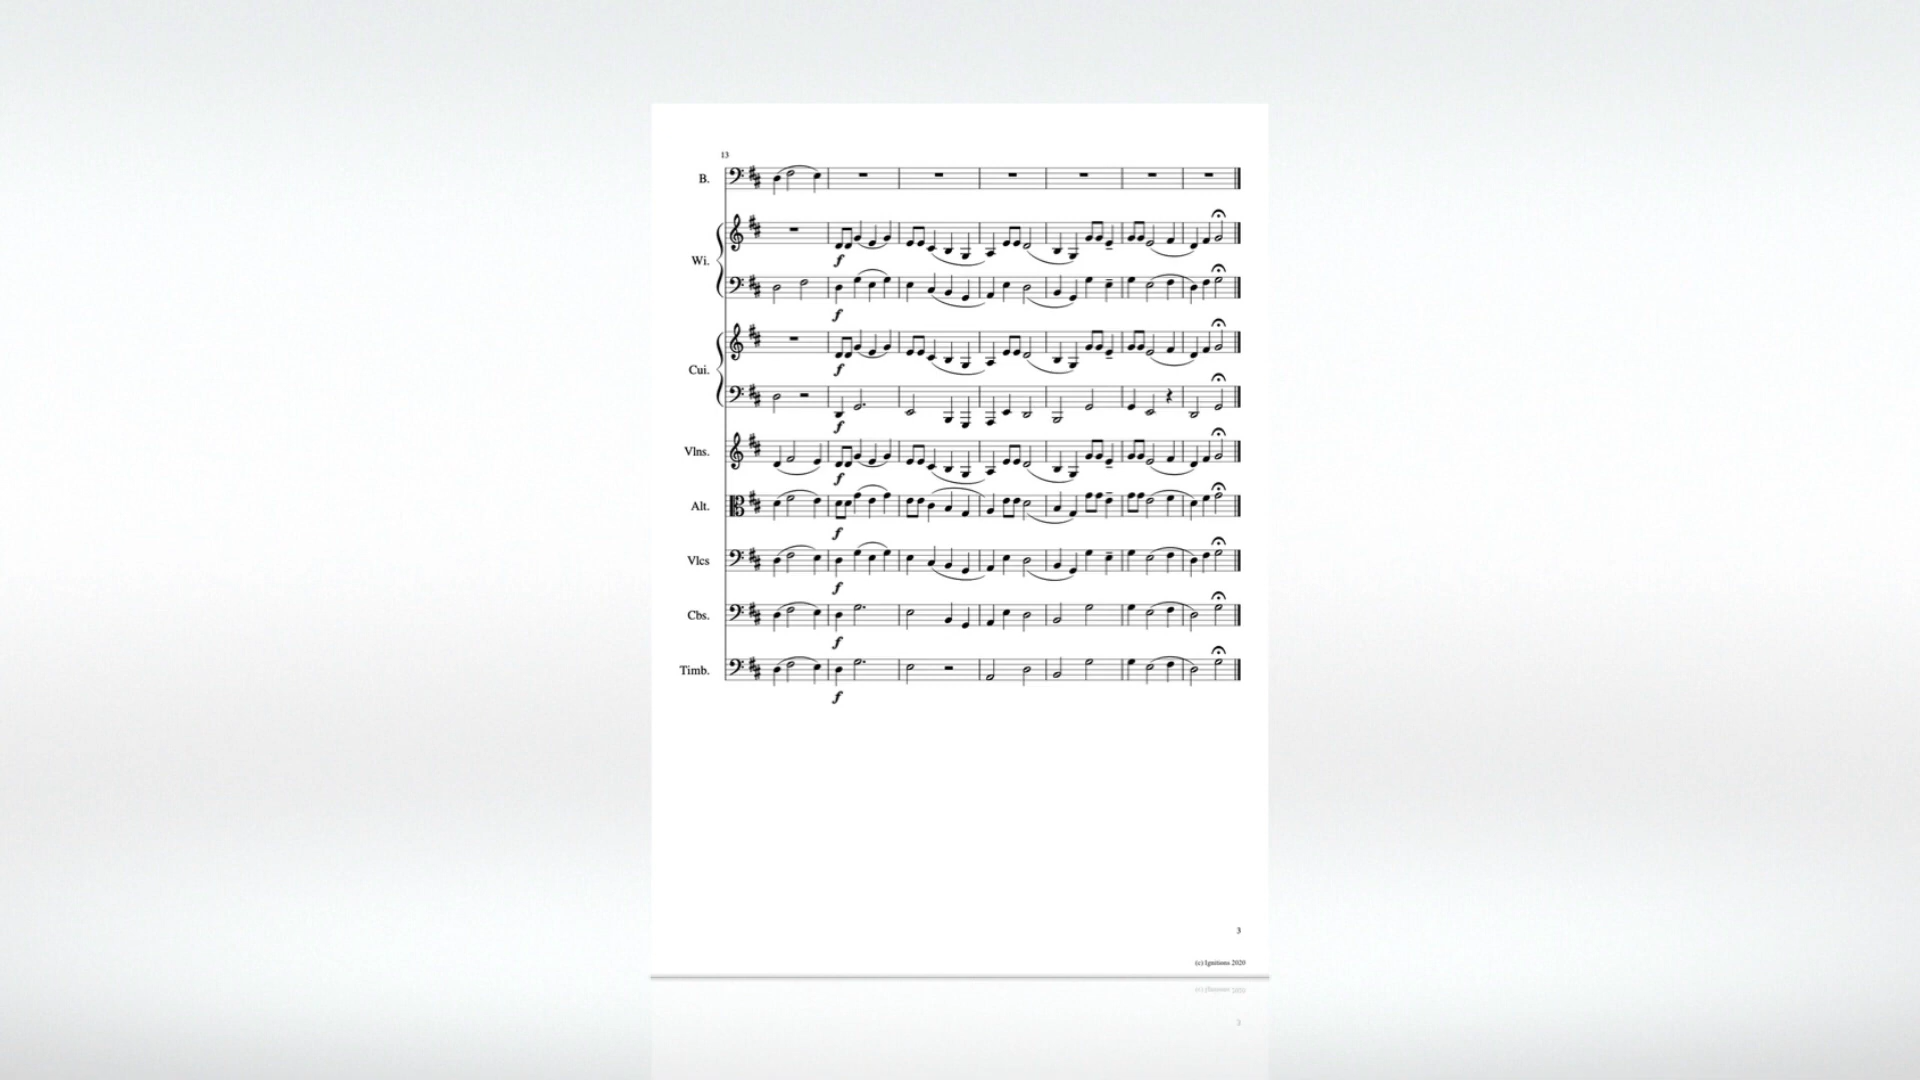 13
B.
Wi.
f
f
Cui.
f
f
Vlns.
f
Alt.
f
Vlcs
f
Cbs.
f
Timb.
f
3
(c) Ignitions 2020